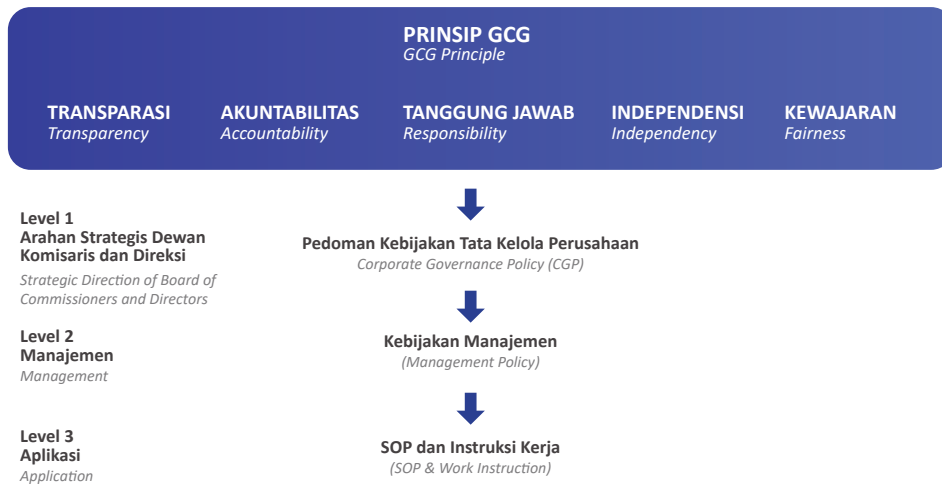 PRINSIP GCG
GCG Principle
TRANSPARASI
Transparency
AKUNTABILITAS
Accountability
TANGGUNG JAWAB
Responsibility
INDEPENDENSI
Independency
KEWAJARAN
Fairness
Level 1
Arahan Strategis Dewan
Komisaris dan Direksi
Strategic Direction of Board of
Commissioners and Directors
Pedoman Kebijakan Tata Kelola Perusahaan
Corporate Governance Policy (CGP)
Level 2
Manajemen
Management
Kebijakan Manajemen
(Management Policy)
Level 3
Aplikasi
Application
SOP dan Instruksi Kerja
(SOP & Work Instruction)